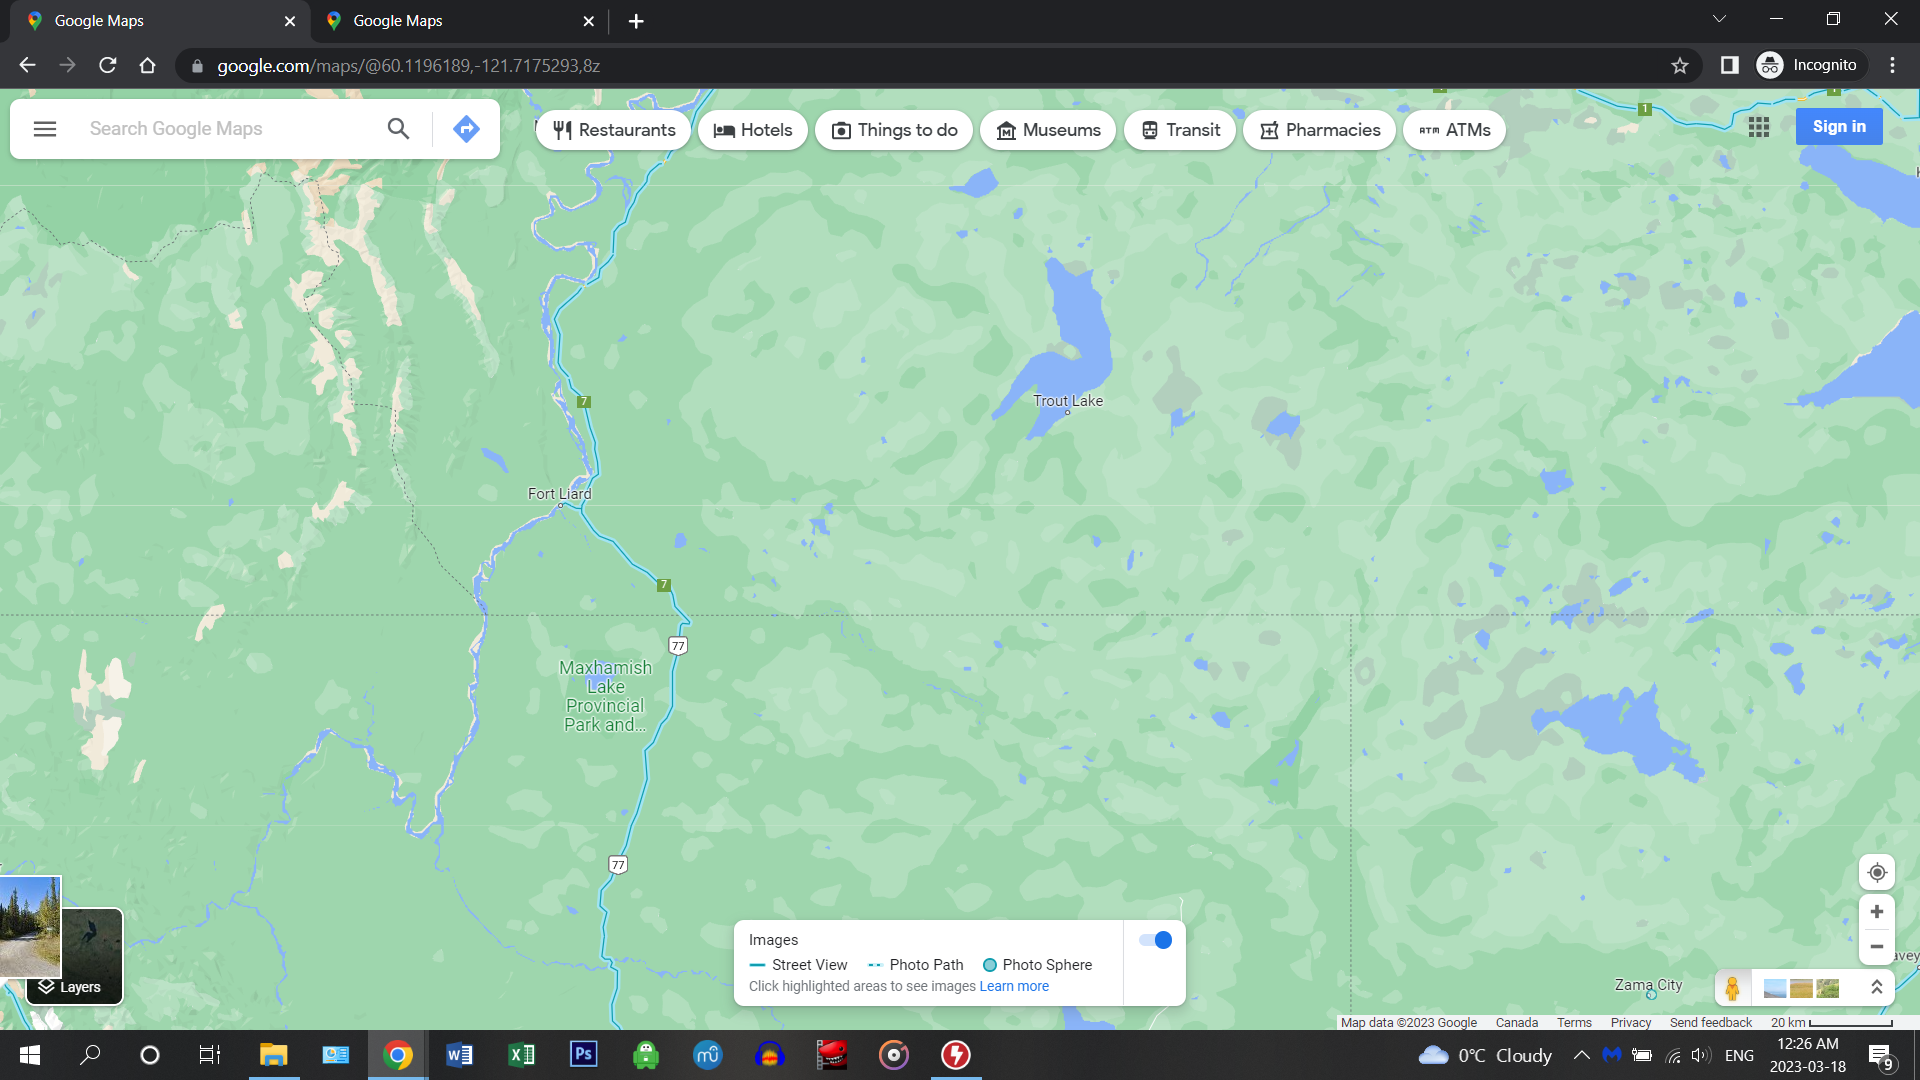 Google Maps
Google Maps
google.com/maps/@60.1196189,-121.7175293,8z
Incognito
Search Google Maps
Restaurants
Hotels
Things to do
Museums
Transit
Pharmacies
ATM ATMs
Sign in
1
1
7
Trout Lake
Fort Liard
7
77
Maxhamish
Lake
Provincial
Park and...
77
Images
Street View
Photo Path
Photo Sphere
Click highlighted areas to see images Learn more
Layers
Zama City
Map data ©2023 Google
Canada
Terms
Privacy
Send feedback
20 km
0°C Cloudy
ENG
12:26 AM
2023-03-18
9